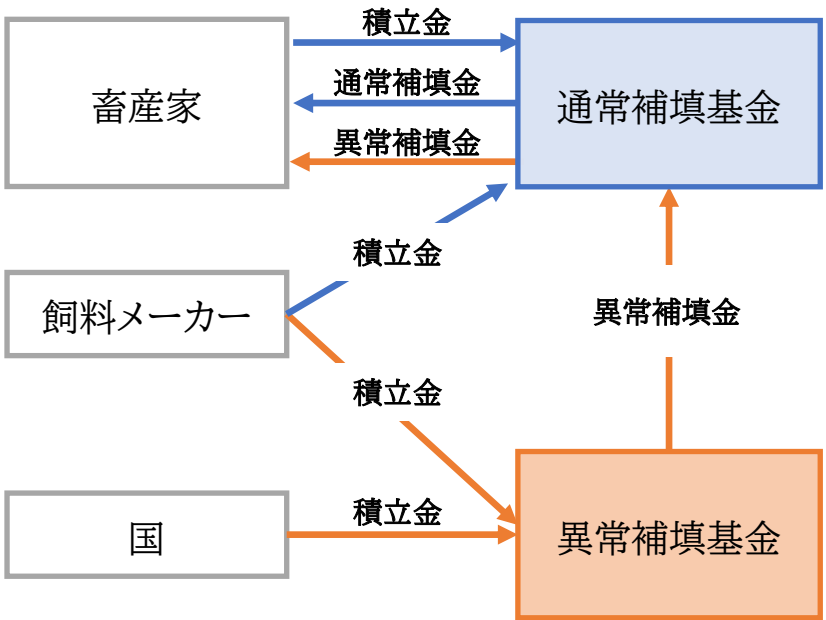 積立金
畜産家
通常補填金
通常補填基金
異常補填金
積立金
飼料メーカー
異常補填金
積立金
国
積立金
異常補填基金